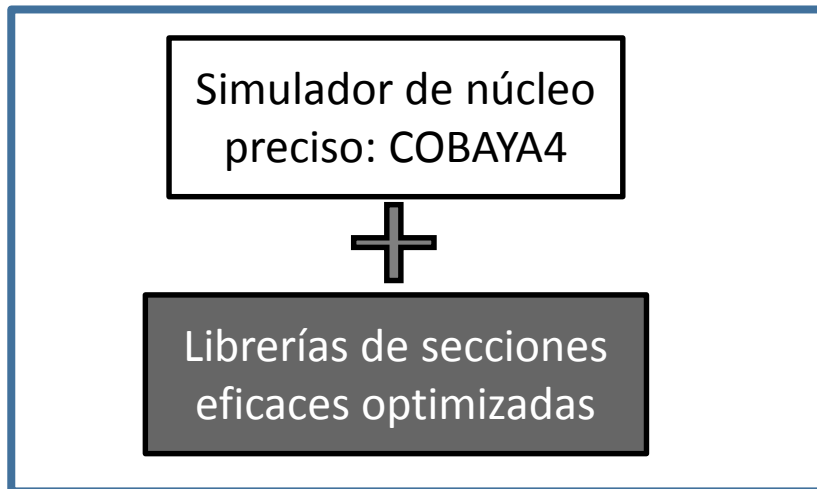 Simulador de núcleo
preciso: COBAYA4
Librerías de secciones
eficaces optimizadas